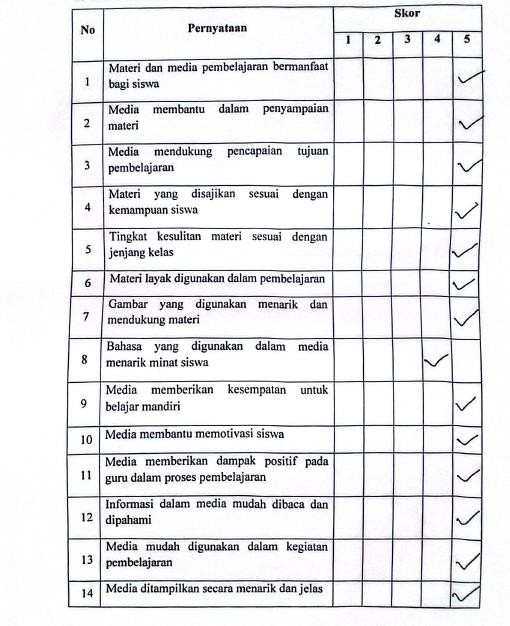 No Pernyataan Skor
1 2 3 4 5
1 Materi dan media pembelajaran bermanfaat
bagi siswa ✓
2 Media membantu dalam penyampaian
materi ✓
3 Media mendukung pencapaian tujuan
pembelajaran ✓
4 Materi yang disajikan sesuai dengan
kemampuan siswa ✓
5 Tingkat kesulitan materi sesuai dengan
jenjang kelas ✓
6 Materi layak digunakan dalam pembelajaran ✓
7 Gambar yang digunakan menarik dan
mendukung materi ✓
8 Bahasa yang digunakan dalam media
menarik minat siswa ✓
9 Media memberikan kesempatan untuk
belajar mandiri ✓
10 Media membantu memotivasi siswa ✓
11 Media memberikan dampak positif pada
guru dalam proses pembelajaran ✓
12 Informasi dalam media mudah dibaca dan
dipahami ✓
13 Media mudah digunakan dalam kegiatan
pembelajaran ✓
14 Media ditampilkan secara menarik dan jelas ✓